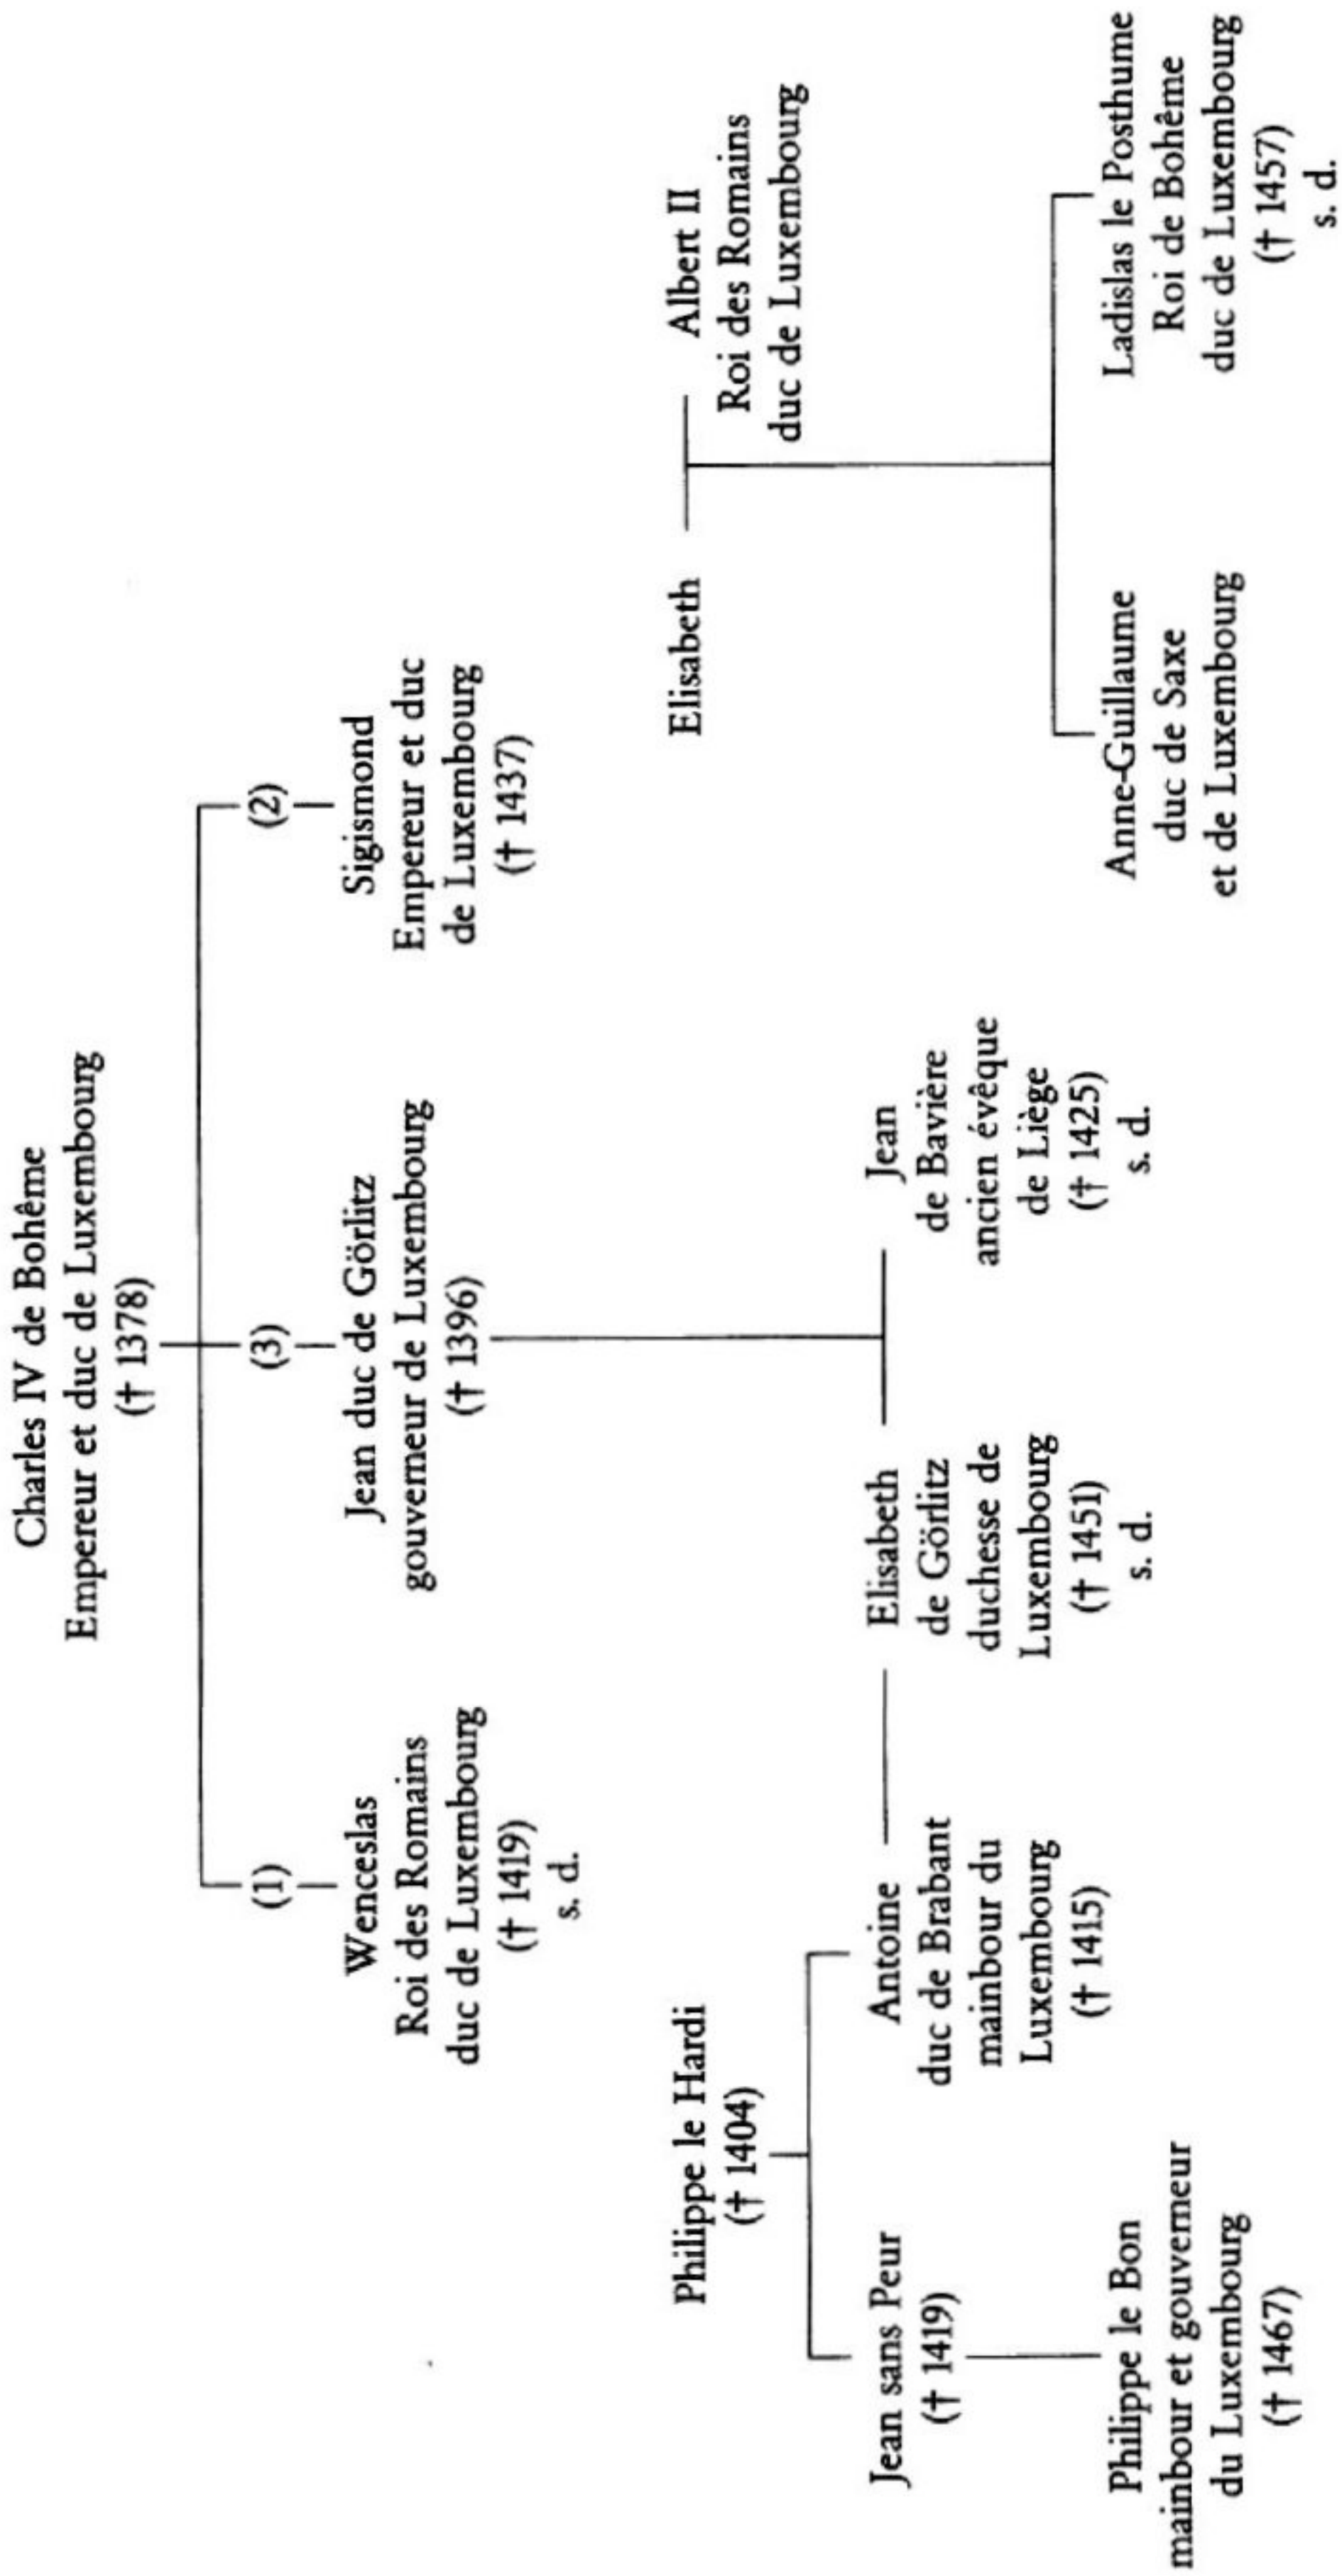 Charles IV de Bohême
Empereur et duc de Luxembourg
(† 1378)
(1)
(3)
(2)
Wenceslas
Roi des Romains
duc de Luxembourg
(† 1419)
s. d.
Jean duc de Görlitz
gouverneur de Luxembourg
(† 1396)
Sigismond
Empereur et duc
de Luxembourg
(† 1437)
Philippe le Hardi
(† 1404)
Elisabeth
Albert II
Roi des Romains
duc de Luxembourg
Jean sans Peur
(† 1419)
Antoine
duc de Brabant
mainbour du
Luxembourg
(† 1415)
Elisabeth
de Görlitz
duchesse de
Luxembourg
(† 1451)
s. d.
Jean
de Bavière
ancien évêque
de Liège
(† 1425)
s. d.
Philippe le Bon
mainbour et gouverneur
du Luxembourg
(† 1467)
Anne-Guillaume
duc de Saxe
et de Luxembourg
Ladislas le Posthume
Roi de Bohême
duc de Luxembourg
(† 1457)
s. d.